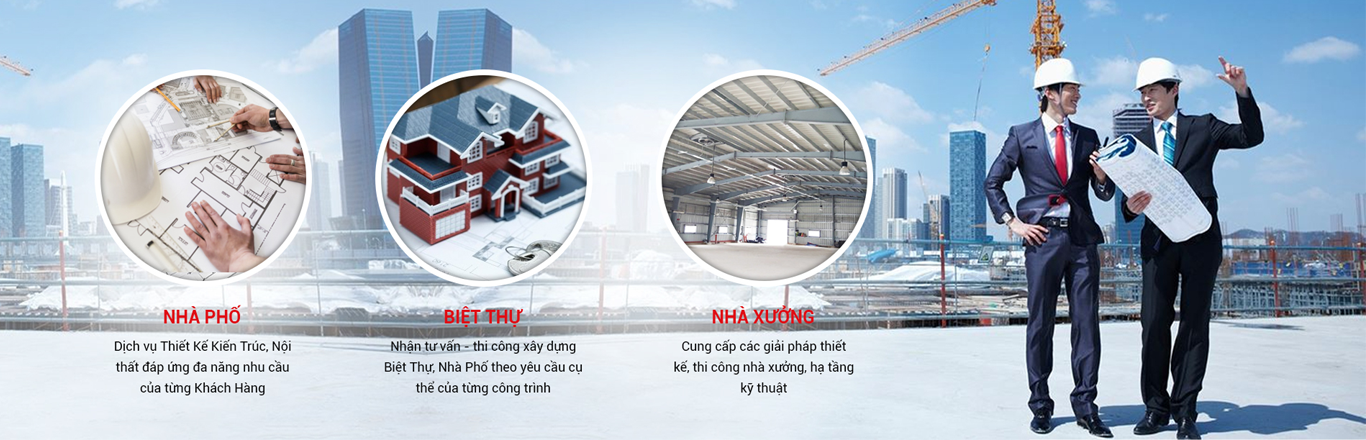 NHÀ PHỐ
Dịch vụ Thiết Kế Kiến Trúc, Nội
thất đáp ứng đa năng nhu cầu
của từng Khách Hàng
BIỆT THỰ
Nhận tư vấn - thi công xây dựng
Biệt Thự, Nhà Phố theo yêu cầu cụ
thể của từng công trình
NHÀ XƯỞNG
Cung cấp các giải pháp thiết
kế, thi công nhà xưởng, hạ tầng
kỹ thuật